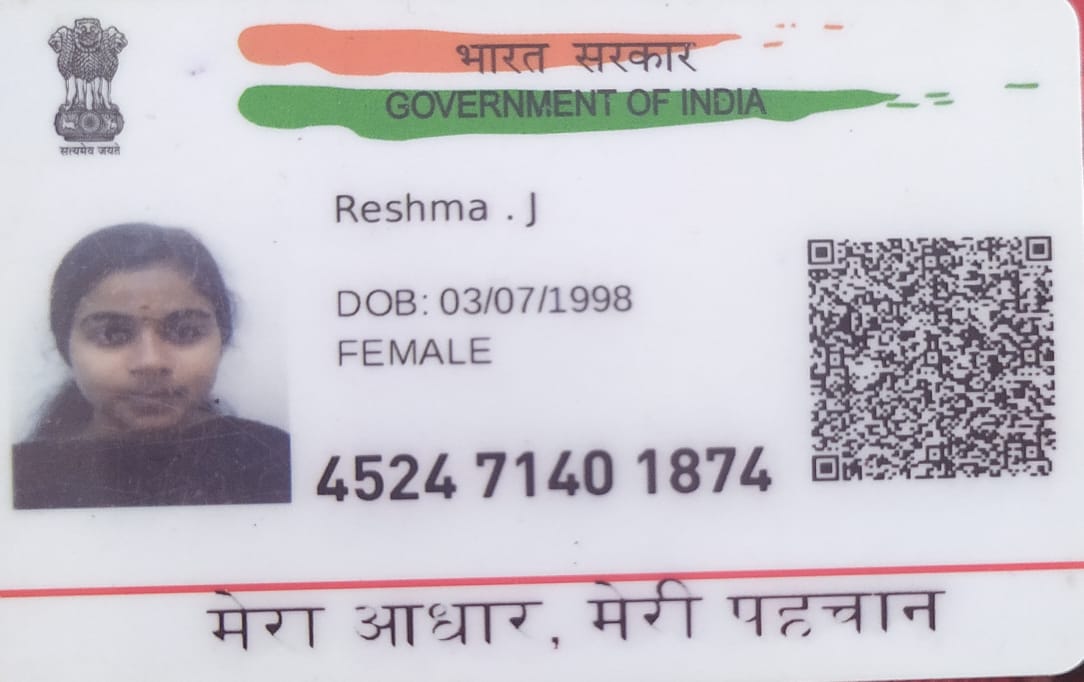 सत्यमेव जयते
भारत सरकार
GOVERNMENT OF INDIA
Reshma . J
DOB: 03/07/1998
FEMALE
4524 7140 1874
मेरा आधार, मेरी पहचान